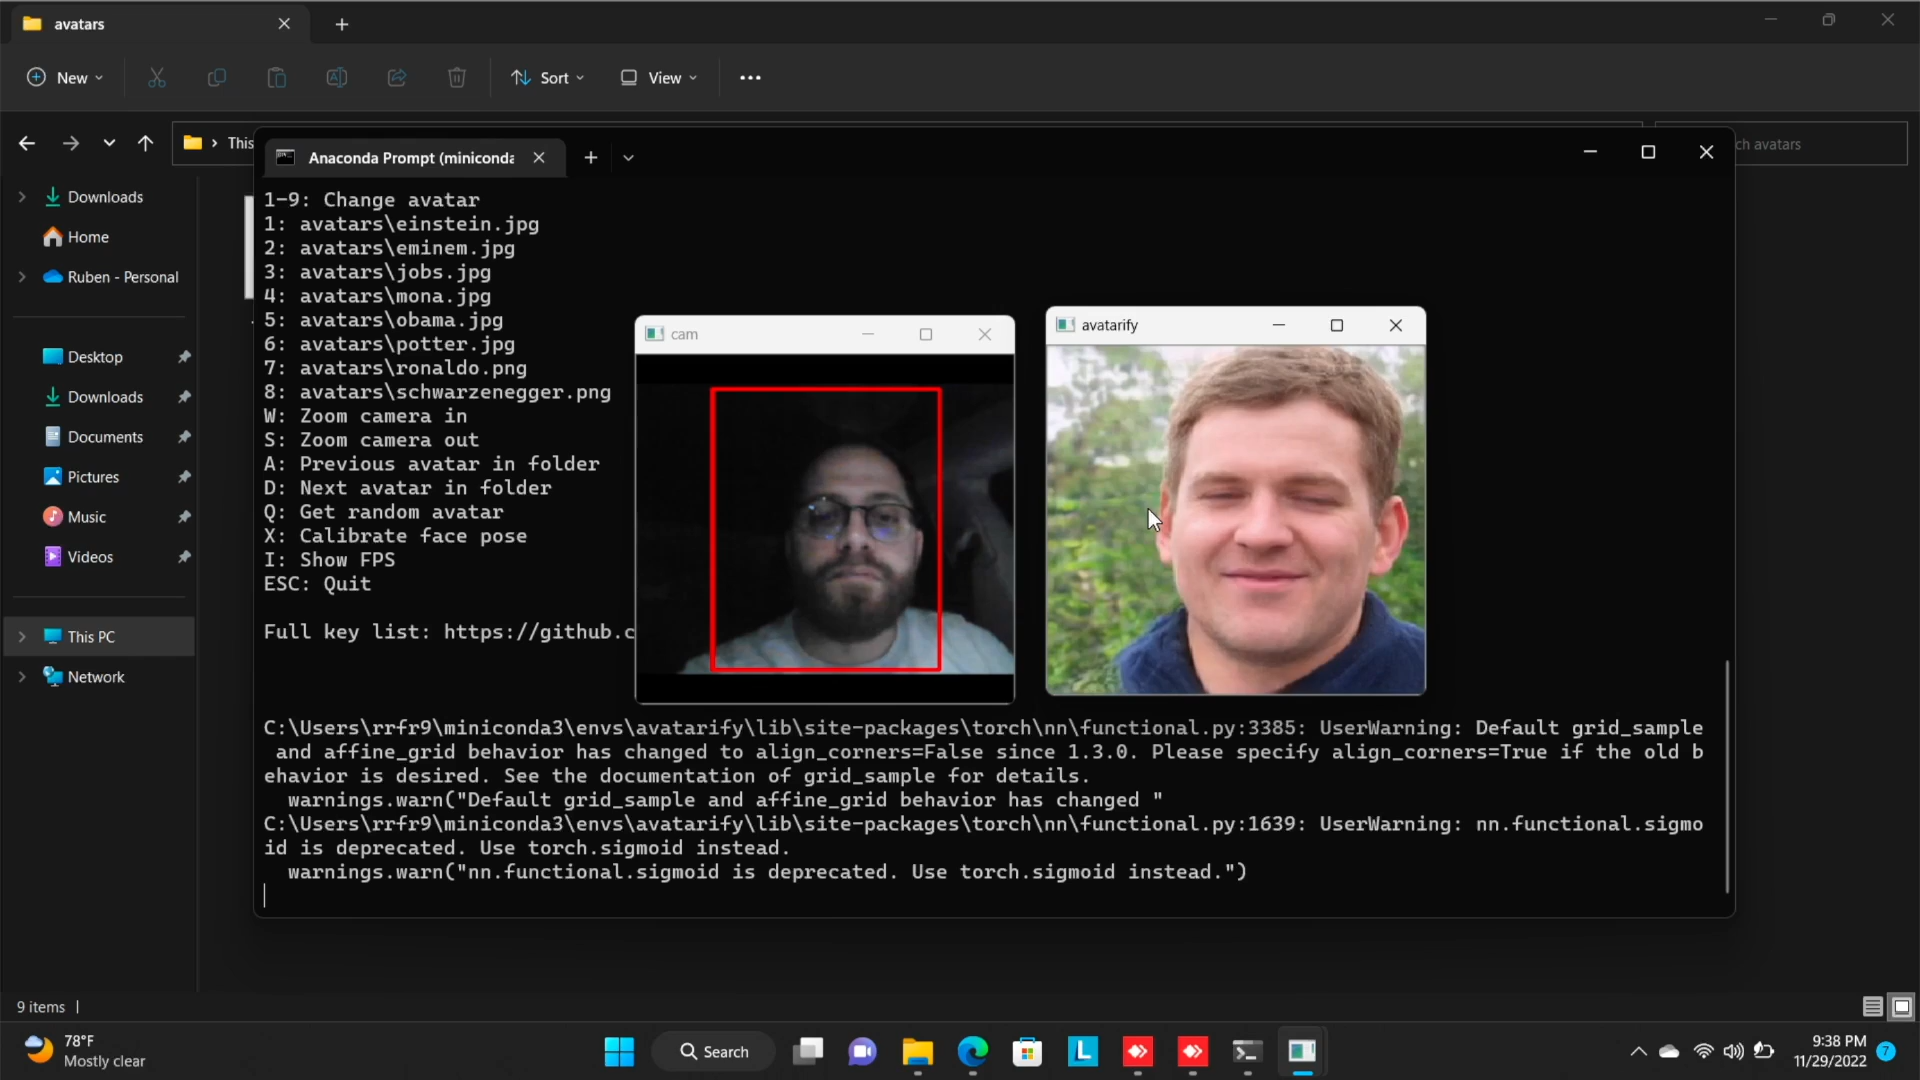 avatars
New
Sort
View
This
ch avatars
Anaconda Prompt (miniconda
Downloads
Home
Ruben - Personal
Desktop
Downloads
Documents
Pictures
Music
Videos
This PC
Network
1-9: Change avatar
1: avatars\einstein.jpg
2: avatars\eminem.jpg
3: avatars\jobs.jpg
4: avatars\mona.jpg
5: avatars\obama.jpg
6: avatars\potter.jpg
7: avatars\ronaldo.png
8: avatars\schwarzenegger.png
W: Zoom camera in
S: Zoom camera out
A: Previous avatar in folder
D: Next avatar in folder
Q: Get random avatar
X: Calibrate face pose
I: Show FPS
ESC: Quit
Full key list: https://github.c
cam
avatarify
C:\Users\rrfr9\miniconda3\envs\avatarify\lib\site-packages\torch\nn\functional.py:3385: UserWarning: Default grid_sample
and affine_grid behavior has changed to align_corners=False since 1.3.0. Please specify align_corners=True if the old b
ehavior is desired. See the documentation of grid_sample for details.
warnings.warn("Default grid_sample and affine_grid behavior has changed "
C:\Users\rrfr9\miniconda3\envs\avatarify\lib\site-packages\torch\nn\functional.py:1639: UserWarning: nn.functional.sigmo
id is deprecated. Use torch.sigmoid instead.
warnings.warn("nn.functional.sigmoid is deprecated. Use torch.sigmoid instead.")
9 items
78°F
Mostly clear
Search
L
9:38 PM
11/29/2022
7